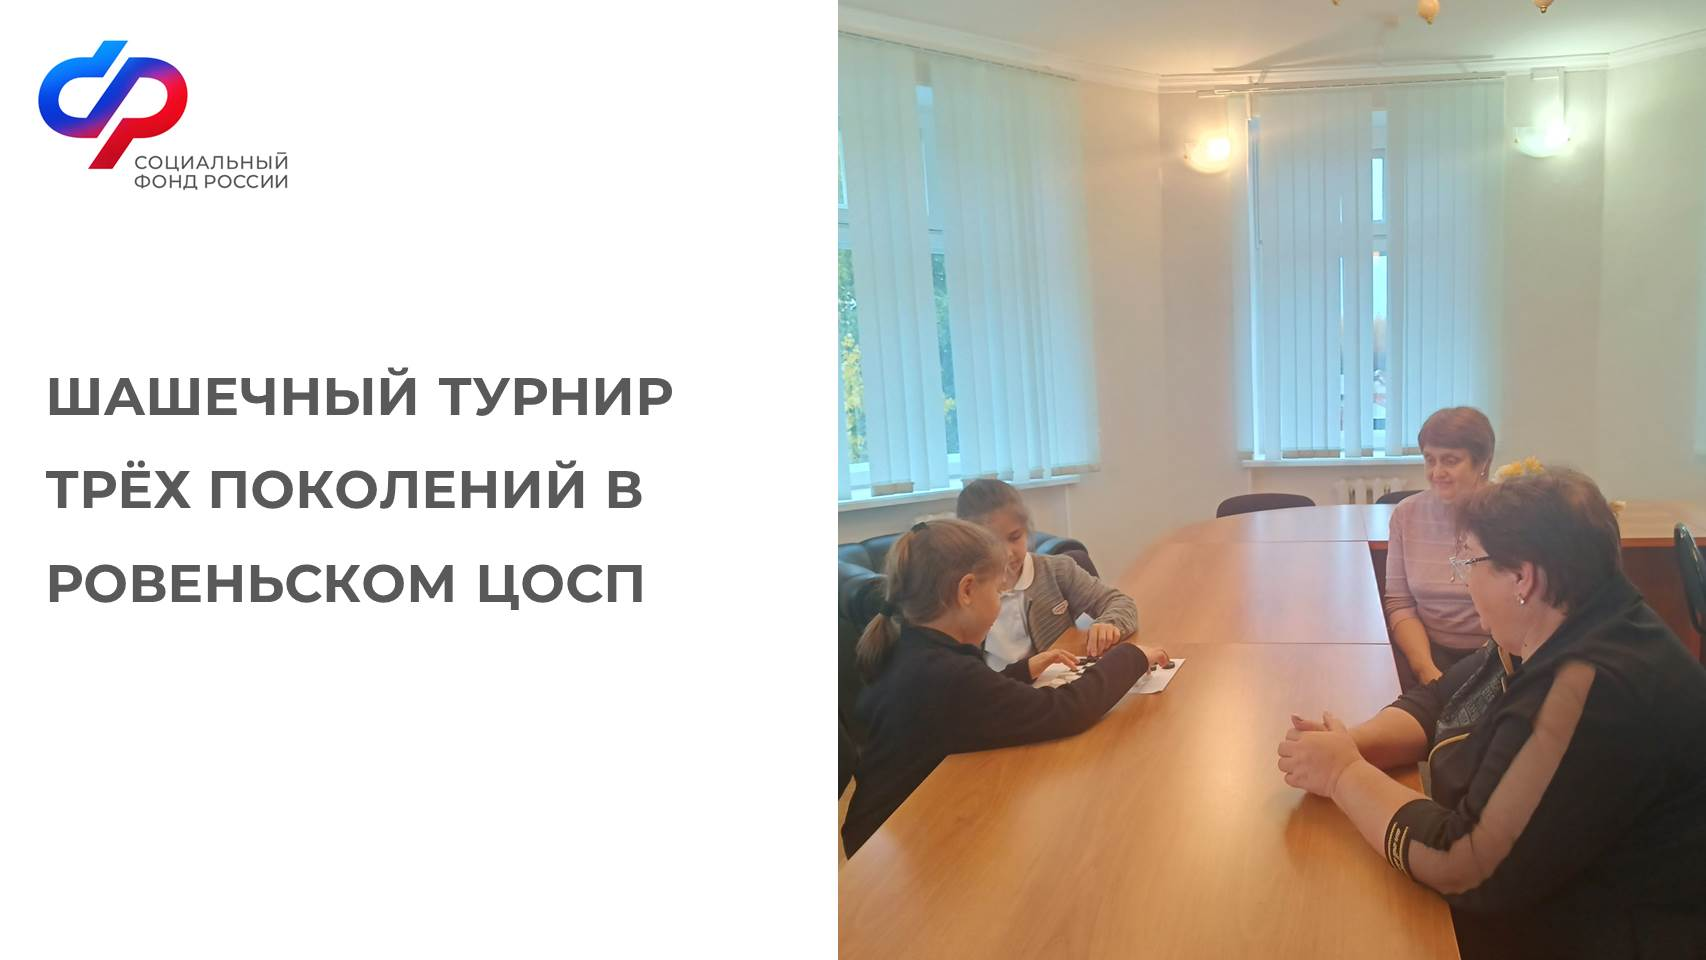 СОЦИАЛЬНЫЙ
ФОНД РОССИИ
ШАШЕЧНЫЙ ТУРНИР
ТРЁХ ПОКОЛЕНИЙ В
РОВЕНЬСКОМ ЦОСП